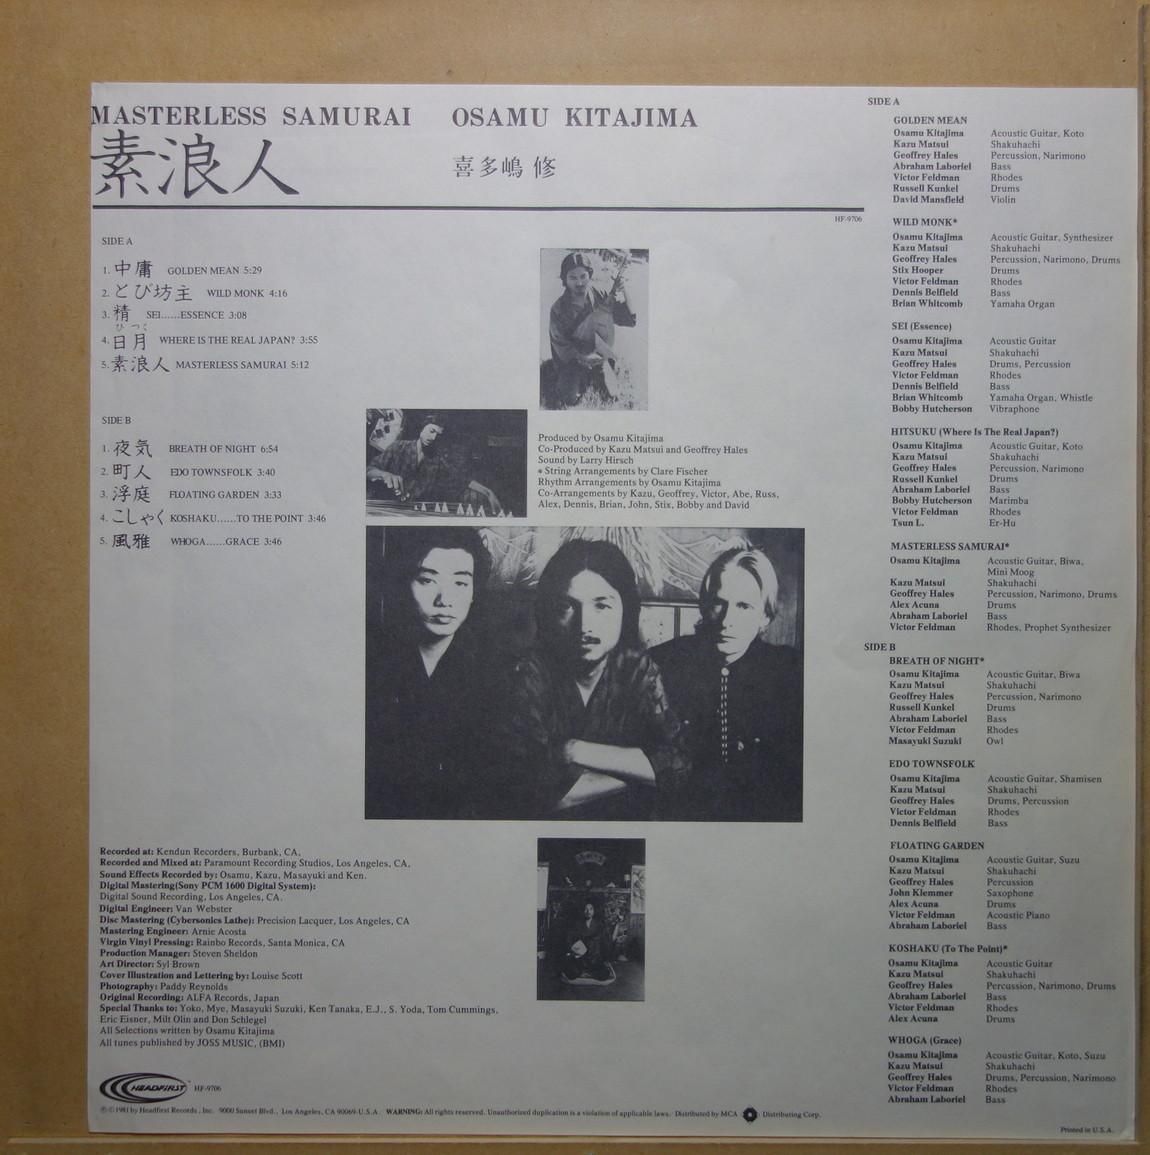 MASTERLESS SAMURAI OSAMU KITAJIMA
素浪人 喜多嶋 修
HF-9706
SIDE A
1. 中庸 GOLDEN MEAN 5:29
2. とび坊主 WILD MONK 4:16
3. 精 SEI......ESSENCE 3:08
ひ つく
4. 日月 WHERE IS THE REAL JAPAN? 3:55
5. 素浪人 MASTERLESS SAMURAI 5:12
SIDE B
1. 夜気 BREATH OF NIGHT 6:54
2. 町人 EDO TOWNSFOLK 3:40
3. 浮庭 FLOATING GARDEN 3:33
4. こしゃく KOSHAKU......TO THE POINT 3:46
5. 風雅 WHOGA......GRACE 3:46
Produced by Osamu Kitajima
Co-Produced by Kazu Matsui and Geoffrey Hales
Sound by Larry Hirsch
* String Arrangements by Clare Fischer
Rhythm Arrangements by Osamu Kitajima
Co-Arrangements by Kazu, Geoffrey, Victor, Abe, Russ,
Alex, Dennis, Brian, John, Stix, Bobby and David
Recorded at: Kendun Recorders, Burbank, CA,
Recorded and Mixed at: Paramount Recording Studios, Los Angeles, CA,
Sound Effects Recorded by: Osamu, Kazu, Masayuki and Ken.
Digital Mastering(Sony PCM 1600 Digital System):
Digital Sound Recording, Los Angeles, CA.
Digital Engineer: Van Webster
Disc Mastering (Cybersonics Lathe): Precision Lacquer, Los Angeles, CA
Mastering Engineer: Arnie Acosta
Virgin Vinyl Pressing: Rainbo Records, Santa Monica, CA
Production Manager: Steven Sheldon
Art Director: Syl Brown
Cover Illustration and Lettering by: Louise Scott
Photography: Paddy Reynolds
Original Recording: ALFA Records, Japan
Special Thanks to: Yoko, Mye, Masayuki Suzuki, Ken Tanaka, E.J., S. Yoda, Tom Cummings,
Eric Eisner, Milt Olin and Don Schlegel
All Selections written by Osamu Kitajima
All tunes published by JOSS MUSIC, (BMI)
HEADFIRST HF-9706
℗ © 1981 by Headfirst Records, Inc. 9000 Sunset Blvd., Los Angeles, CA 90069-U.S.A. WARNING: All rights reserved. Unauthorized duplication is a violation of applicable laws. Distributed by MCA Distributing Corp.
SIDE A
GOLDEN MEAN
Osamu Kitajima Acoustic Guitar, Koto
Kazu Matsui Shakuhachi
Geoffrey Hales Percussion, Narimono
Abraham Laboriel Bass
Victor Feldman Rhodes
Russell Kunkel Drums
David Mansfield Violin
WILD MONK*
Osamu Kitajima Acoustic Guitar, Synthesizer
Kazu Matsui Shakuhachi
Geoffrey Hales Percussion, Narimono, Drums
Stix Hooper Drums
Victor Feldman Rhodes
Dennis Belfield Bass
Brian Whitcomb Yamaha Organ
SEI (Essence)
Osamu Kitajima Acoustic Guitar
Kazu Matsui Shakuhachi
Geoffrey Hales Drums, Percussion
Victor Feldman Rhodes
Dennis Belfield Bass
Brian Whitcomb Yamaha Organ, Whistle
Bobby Hutcherson Vibraphone
HITSUKU (Where Is The Real Japan?)
Osamu Kitajima Acoustic Guitar, Koto
Kazu Matsui Shakuhachi
Geoffrey Hales Percussion, Narimono
Russell Kunkel Drums
Abraham Laboriel Bass
Bobby Hutcherson Marimba
Victor Feldman Rhodes
Tsun L. Er-Hu
MASTERLESS SAMURAI*
Osamu Kitajima Acoustic Guitar, Biwa,
Mini Moog
Kazu Matsui Shakuhachi
Geoffrey Hales Percussion, Narimono, Drums
Alex Acuna Drums
Abraham Laboriel Bass
Victor Feldman Rhodes, Prophet Synthesizer
SIDE B
BREATH OF NIGHT*
Osamu Kitajima Acoustic Guitar, Biwa
Kazu Matsui Shakuhachi
Geoffrey Hales Percussion, Narimono
Russell Kunkel Drums
Abraham Laboriel Bass
Victor Feldman Rhodes
Masayuki Suzuki Owl
EDO TOWNSFOLK
Osamu Kitajima Acoustic Guitar, Shamisen
Kazu Matsui Shakuhachi
Geoffrey Hales Drums, Percussion
Victor Feldman Rhodes
Dennis Belfield Bass
FLOATING GARDEN
Osamu Kitajima Acoustic Guitar, Suzu
Kazu Matsui Shakuhachi
Geoffrey Hales Percussion
John Klemmer Saxophone
Alex Acuna Drums
Victor Feldman Acoustic Piano
Abraham Laboriel Bass
KOSHAKU (To The Point)*
Osamu Kitajima Acoustic Guitar
Kazu Matsui Shakuhachi
Geoffrey Hales Percussion, Narimono, Drums
Abraham Laboriel Bass
Victor Feldman Rhodes
Alex Acuna Drums
WHOGA (Grace)
Osamu Kitajima Acoustic Guitar, Koto, Suzu
Kazu Matsui Shakuhachi
Geoffrey Hales Drums, Percussion, Narimono
Victor Feldman Rhodes
Abraham Laboriel Bass
Printed in U.S.A.